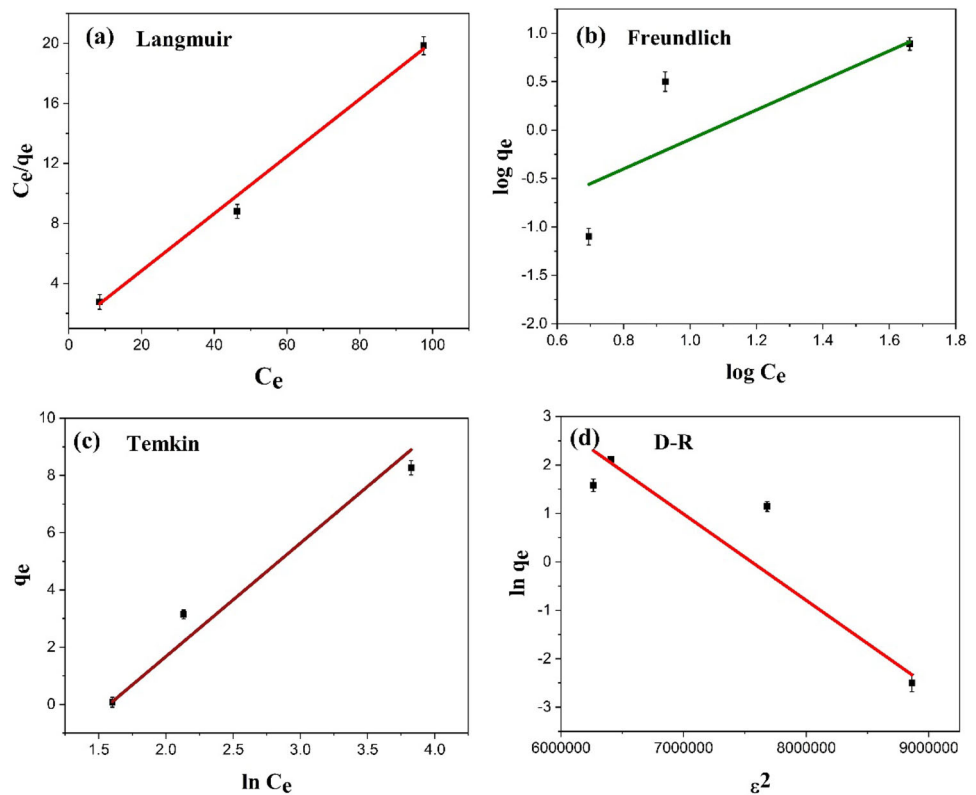 (a) Langmuir
20
16
12
8
4
0 20 40 60 80 100
Ce/qe
Ce
(b) Freundlich
1.0
0.5
0.0
-0.5
-1.0
-1.5
-2.0
0.6 0.8 1.0 1.2 1.4 1.6 1.8
log qe
log Ce
(c) Temkin
10
8
6
4
2
0
1.5 2.0 2.5 3.0 3.5 4.0
qe
ln Ce
(d) D-R
3
2
1
0
-1
-2
-3
6000000 7000000 8000000 9000000
ln qe
ε2